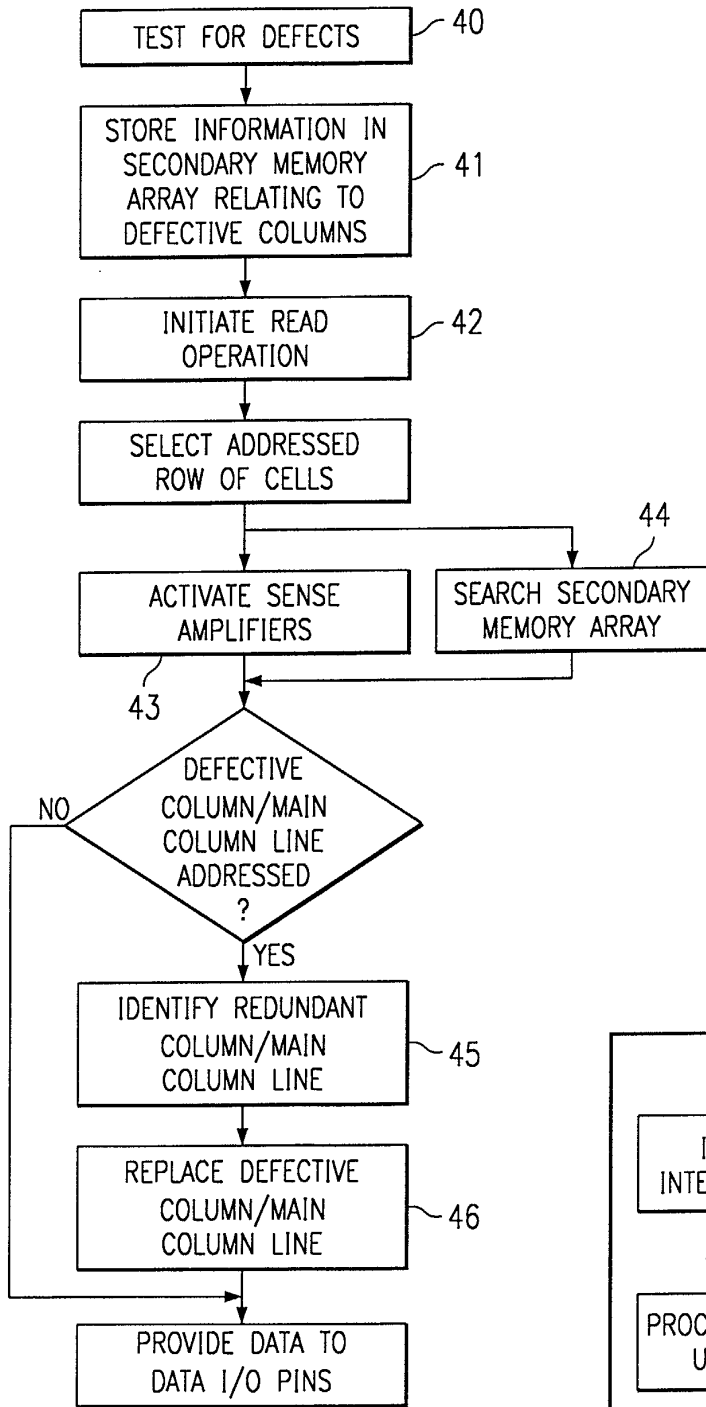 TEST FOR DEFECTS
40
STORE INFORMATION IN
SECONDARY MEMORY
ARRAY RELATING TO
DEFECTIVE COLUMNS
41
INITIATE READ
OPERATION
42
SELECT ADDRESSED
ROW OF CELLS
ACTIVATE SENSE
AMPLIFIERS
43
44
SEARCH SECONDARY
MEMORY ARRAY
DEFECTIVE
COLUMN/MAIN
COLUMN LINE
ADDRESSED
?
NO
YES
IDENTIFY REDUNDANT
COLUMN/MAIN
COLUMN LINE
45
REPLACE DEFECTIVE
COLUMN/MAIN
COLUMN LINE
46
PROVIDE DATA TO
DATA I/O PINS